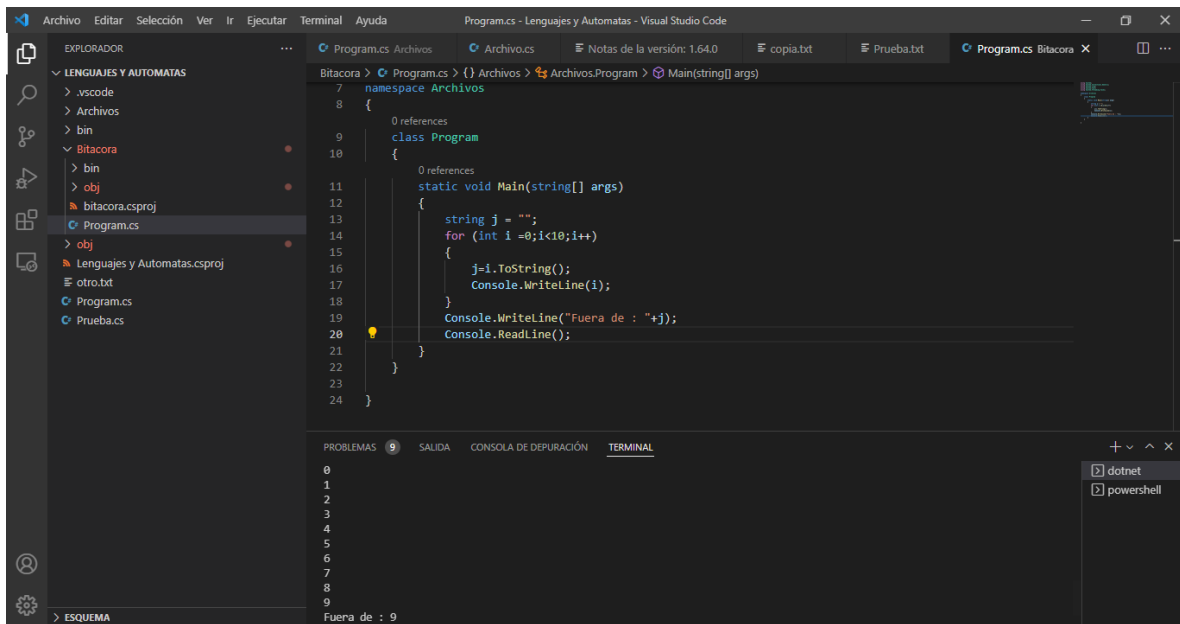 Archivo Editar Selección Ver Ir Ejecutar Terminal Ayuda Program.cs - Lenguajes y Automatas - Visual Studio Code
EXPLORADOR ...
LENGUAJES Y AUTOMATAS
> .vscode
> Archivos
> bin
Bitacora
> bin
> obj
bitacora.csproj
Program.cs
> obj
Lenguajes y Automatas.csproj
otro.txt
Program.cs
Prueba.cs
> ESQUEMA
Program.cs Archivos Archivo.cs Notas de la versión: 1.64.0 copia.txt Prueba.txt Program.cs Bitacora
Bitacora > Program.cs > {} Archivos > Archivos.Program > Main(string[] args)
7 namespace Archivos
8 {
0 references
9 class Program
10 {
0 references
11 static void Main(string[] args)
12 {
13 string j = "";
14 for (int i =0;i<10;i++)
15 {
16 j=i.ToString();
17 Console.WriteLine(i);
18 }
19 Console.WriteLine("Fuera de : "+j);
20 Console.ReadLine();
21 }
22 }
23
24 }
PROBLEMAS 9 SALIDA CONSOLA DE DEPURACIÓN TERMINAL
0
1
2
3
4
5
6
7
8
9
Fuera de : 9
dotnet
powershell